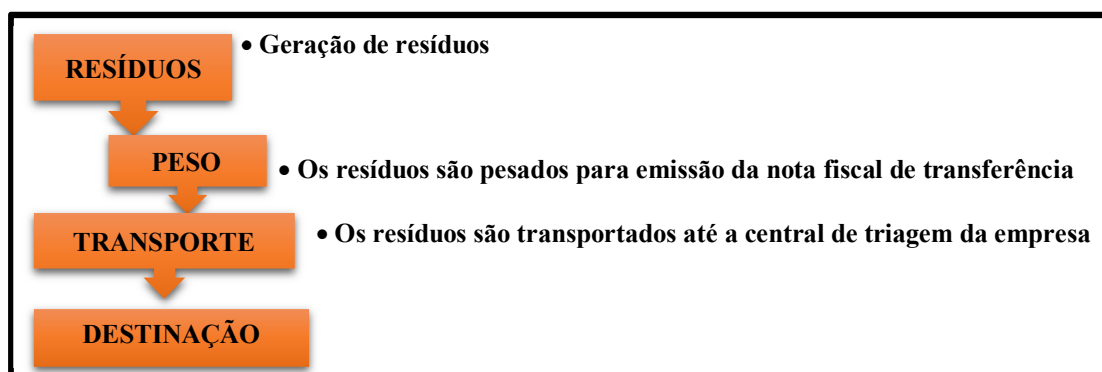 RESÍDUOS
• Geração de resíduos
PESO
• Os resíduos são pesados para emissão da nota fiscal de transferência
TRANSPORTE
• Os resíduos são transportados até a central de triagem da empresa
DESTINAÇÃO